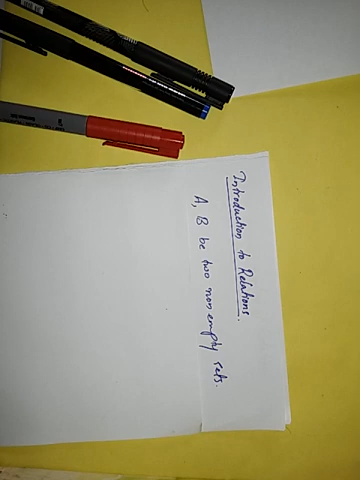 Introduction to Relations.
A, B be two non empty sets.